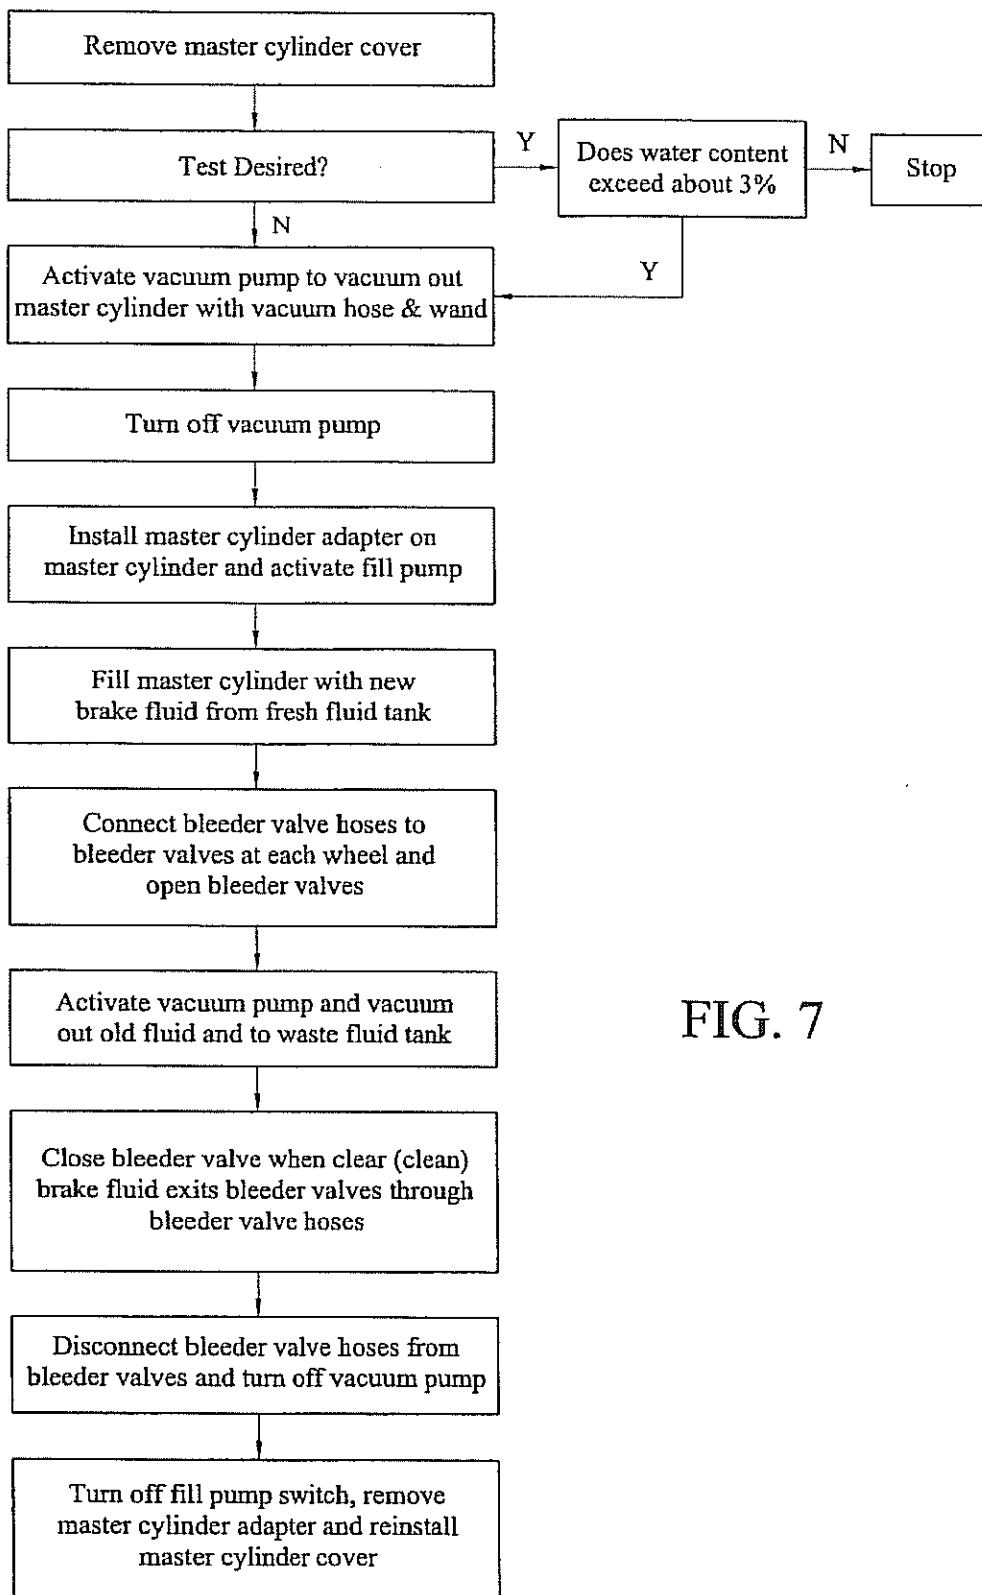 Remove master cylinder cover
Test Desired?
Y
Does water content
exceed about 3%
N
Stop
N
Y
Activate vacuum pump to vacuum out
master cylinder with vacuum hose & wand
Turn off vacuum pump
Install master cylinder adapter on
master cylinder and activate fill pump
Fill master cylinder with new
brake fluid from fresh fluid tank
Connect bleeder valve hoses to
bleeder valves at each wheel and
open bleeder valves
Activate vacuum pump and vacuum
out old fluid and to waste fluid tank
FIG. 7
Close bleeder valve when clear (clean)
brake fluid exits bleeder valves through
bleeder valve hoses
Disconnect bleeder valve hoses from
bleeder valves and turn off vacuum pump
Turn off fill pump switch, remove
master cylinder adapter and reinstall
master cylinder cover